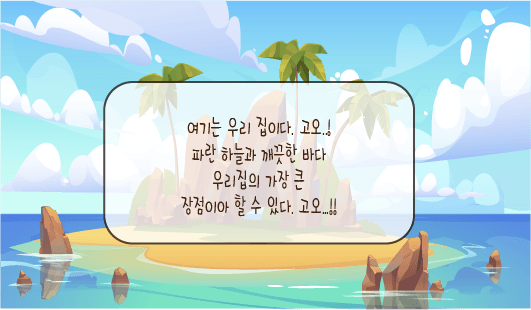 여기는 우리 집이다. 고오..!
파란 하늘과 깨끗한 바다
우리집의 가장 큰
장점이야 할 수 있다. 고오...!!